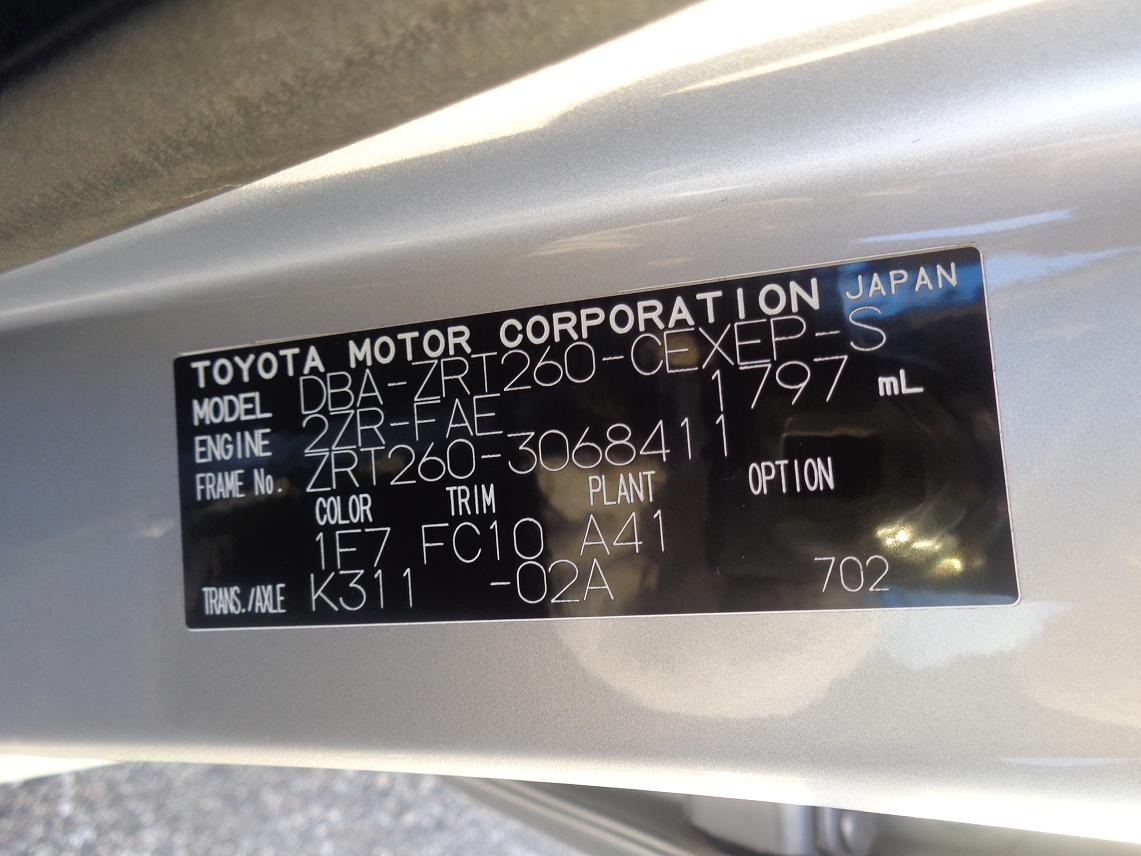 TOYOTA MOTOR CORPORATION JAPAN
MODEL DBA-ZRT260-CEXEP-S
ENGINE 2ZR-FAE 1797 mL
FRAME No. ZRT260-3068411
COLOR TRIM PLANT OPTION
1F7 FC10 A41
TRANS./AXLE K311 -02A 702